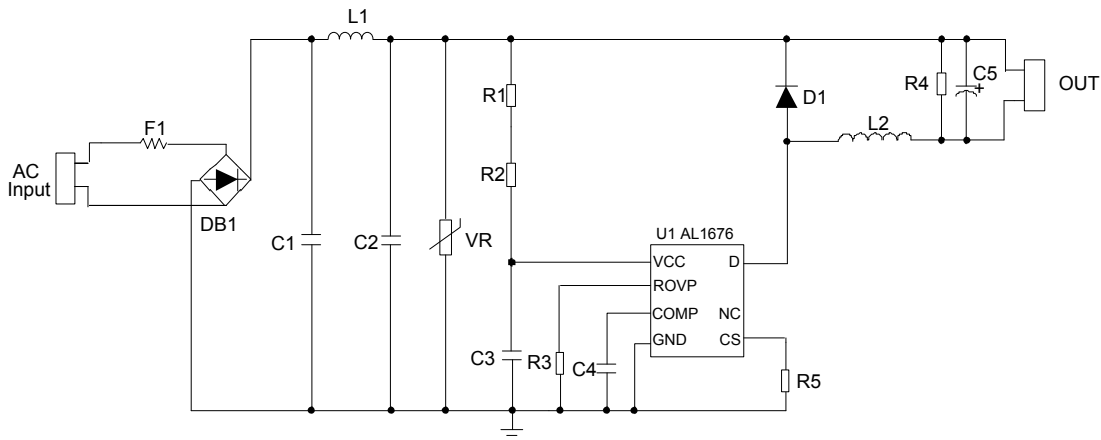 L1
R1
D1
R4
C5
+
OUT
F1
L2
AC
Input
R2
DB1
C1
C2
VR
U1 AL1676
VCC
D
ROVP
COMP
NC
GND
CS
C3
R3
C4
R5